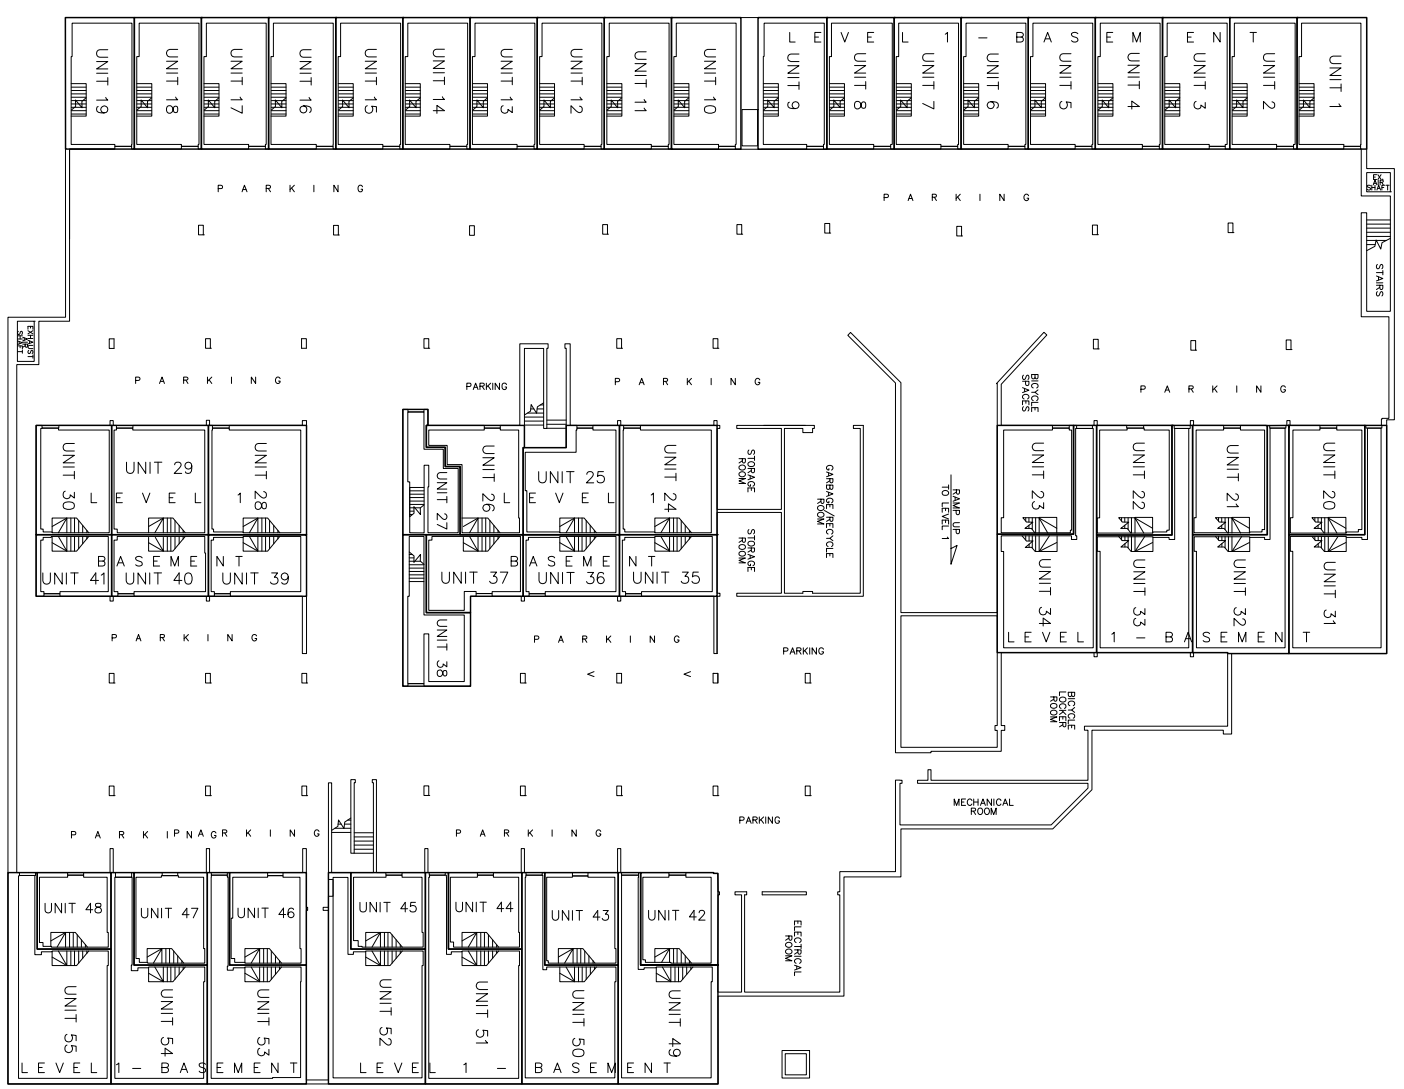 LEVEL 1 - BASEMENT
UNIT 19
UNIT 18
UNIT 17
UNIT 16
UNIT 15
UNIT 14
UNIT 13
UNIT 12
UNIT 11
UNIT 10
UNIT 9
UNIT 8
UNIT 7
UNIT 6
UNIT 5
UNIT 4
UNIT 3
UNIT 2
UNIT 1
PARKING
PARKING
EX.
AIR
SHAFT
STAIRS
EXHAUST
AIR
SHAFT
PARKING
PARKING
PARKING
BICYCLE
SPACES
PARKING
UNIT 30
UNIT 29
UNIT 28
LEVEL 1
BASEMENT
UNIT 41
UNIT 40
UNIT 39
UNIT 27
UNIT 26
UNIT 25
UNIT 24
LEVEL 1
BASEMENT
UNIT 37
UNIT 36
UNIT 35
UNIT 38
STORAGE
ROOM
STORAGE
ROOM
GARBAGE/RECYCLE
ROOM
RAMP UP
TO LEVEL 1
UNIT 23
UNIT 22
UNIT 21
UNIT 20
UNIT 34
UNIT 33
UNIT 32
UNIT 31
LEVEL 1 - BASEMENT
PARKING
PARKING
PARKING
< <
BICYCLE
LOCKER
ROOM
MECHANICAL
ROOM
PARKING
PARKING
PARKING
PARKING
UNIT 48
UNIT 47
UNIT 46
UNIT 45
UNIT 44
UNIT 43
UNIT 42
ELECTRICAL
ROOM
UNIT 55
UNIT 54
UNIT 53
UNIT 52
UNIT 51
UNIT 50
UNIT 49
LEVEL 1 - BASEMENT
LEVEL 1 - BASEMENT